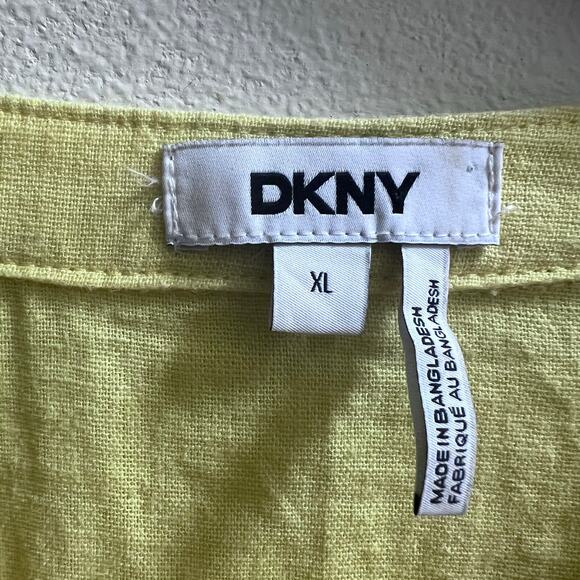 DKNY
XL
MADE IN BANGLADESH
FABRIQUÉ AU BANGLADESH